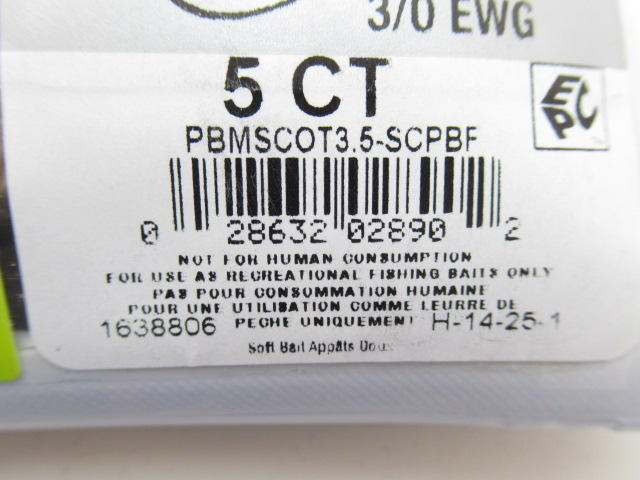 3/0 EWG
5 CT
EPC
PBMSCOT3.5-SCPBF
0 28632 02890 2
NOT FOR HUMAN CONSUMPTION
FOR USE AS RECREATIONAL FISHING BAITS ONLY
PAS POUR CONSOMMATION HUMAINE
POUR UNE UTILISATION COMME LEURRE DE
1638806 PECHE UNIQUEMENT H-14-25-1
Soft Bait Appâts